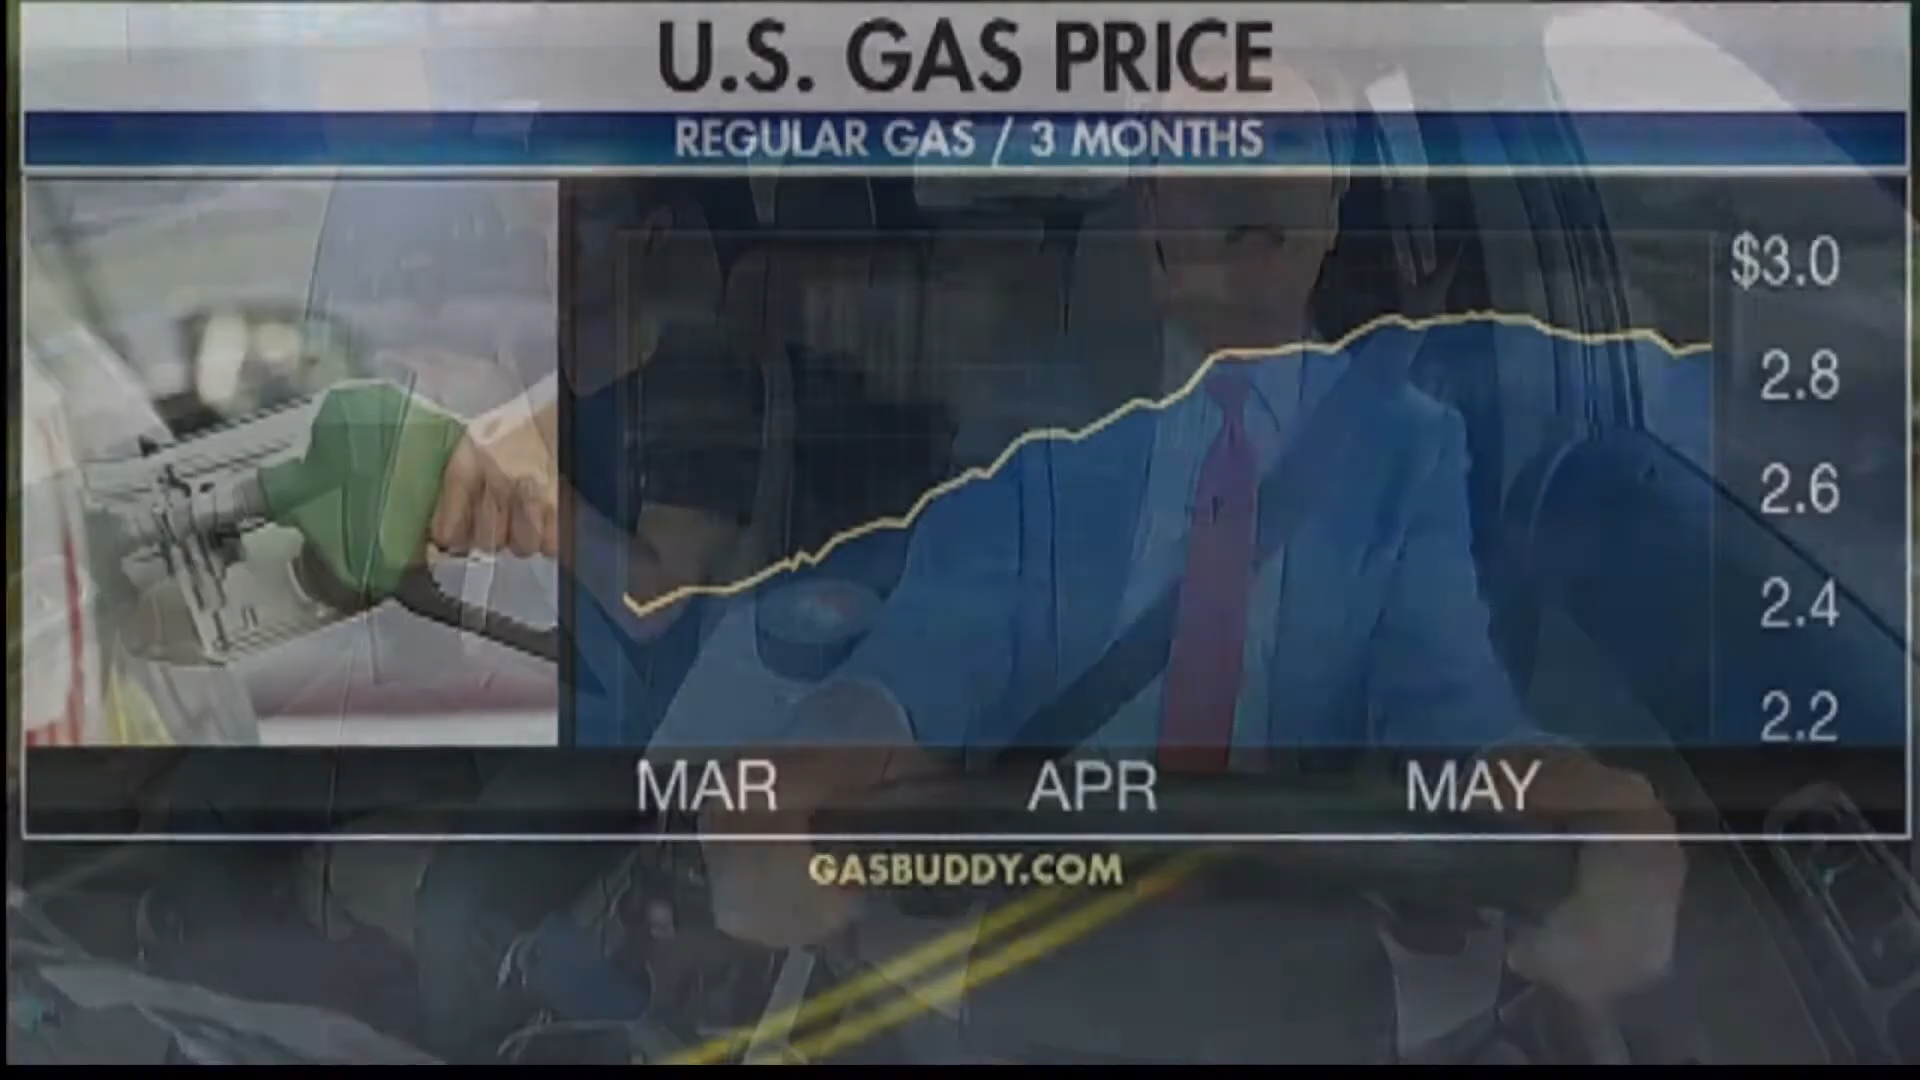 U.S. GAS PRICE
REGULAR GAS / 3 MONTHS
$3.0
2.8
2.6
2.4
2.2
MAR APR MAY
GASBUDDY.COM